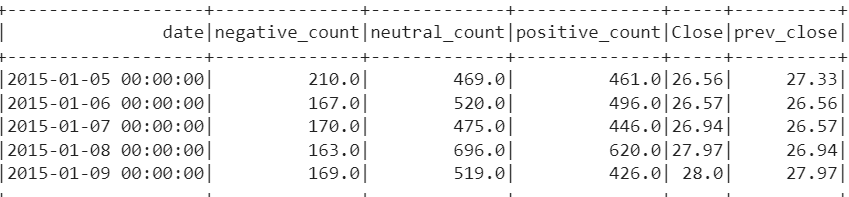 +-------------------+--------------+-------------+--------------+-----+----------+
|               date|negative_count|neutral_count|positive_count|Close|prev_close|
+-------------------+--------------+-------------+--------------+-----+----------+
|2015-01-05 00:00:00|         210.0|        469.0|         461.0|26.56|     27.33|
|2015-01-06 00:00:00|         167.0|        520.0|         496.0|26.57|     26.56|
|2015-01-07 00:00:00|         170.0|        475.0|         446.0|26.94|     26.57|
|2015-01-08 00:00:00|         163.0|        696.0|         620.0|27.97|     26.94|
|2015-01-09 00:00:00|         169.0|        519.0|         426.0| 28.0|     27.97|